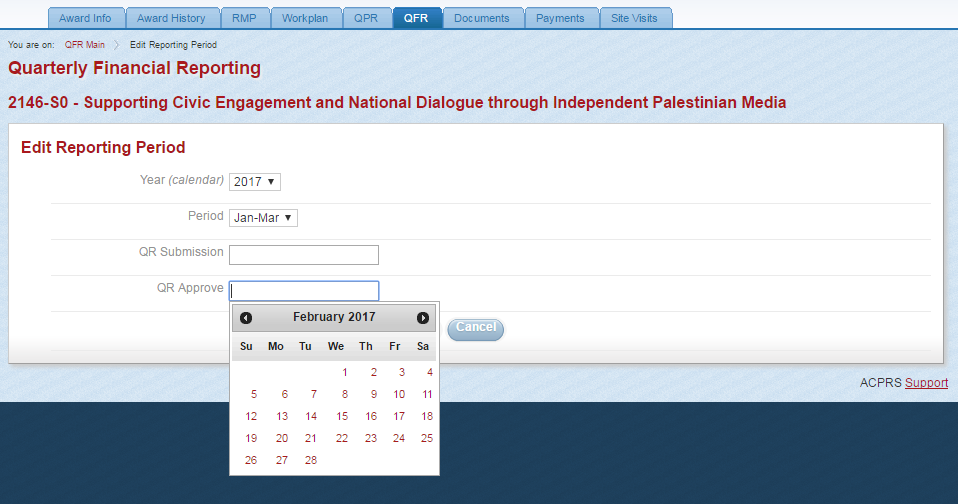 Award Info Award History RMP Workplan QPR QFR Documents Payments Site Visits
You are on: QFR Main Edit Reporting Period
Quarterly Financial Reporting
2146-S0 - Supporting Civic Engagement and National Dialogue through Independent Palestinian Media
Edit Reporting Period
Year (calendar) 2017
Period Jan-Mar
QR Submission
QR Approve
February 2017
Cancel
Su Mo Tu We Th Fr Sa
1 2 3 4
5 6 7 8 9 10 11
12 13 14 15 16 17 18
19 20 21 22 23 24 25
26 27 28
ACPRS Support